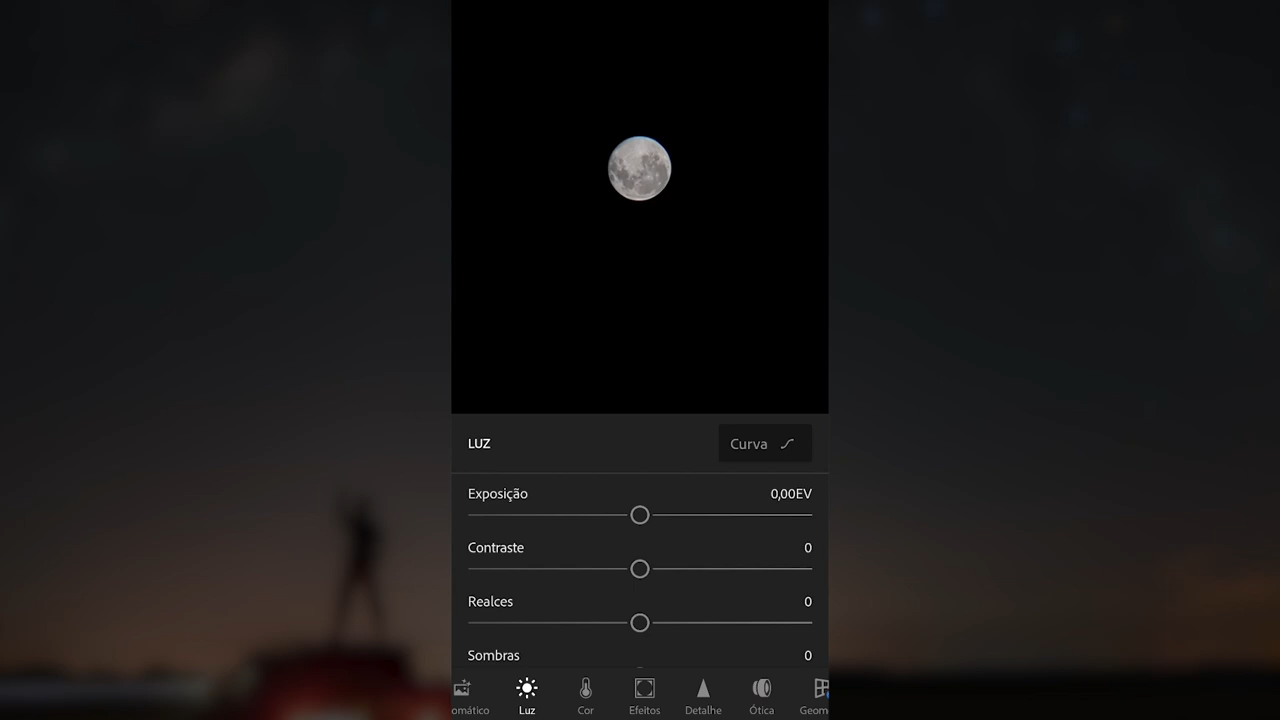 LUZ
Curva
Exposição 0,00EV
Contraste 0
Realces 0
Sombras 0
omático Luz Cor Efeitos Detalhe Ótica Geom